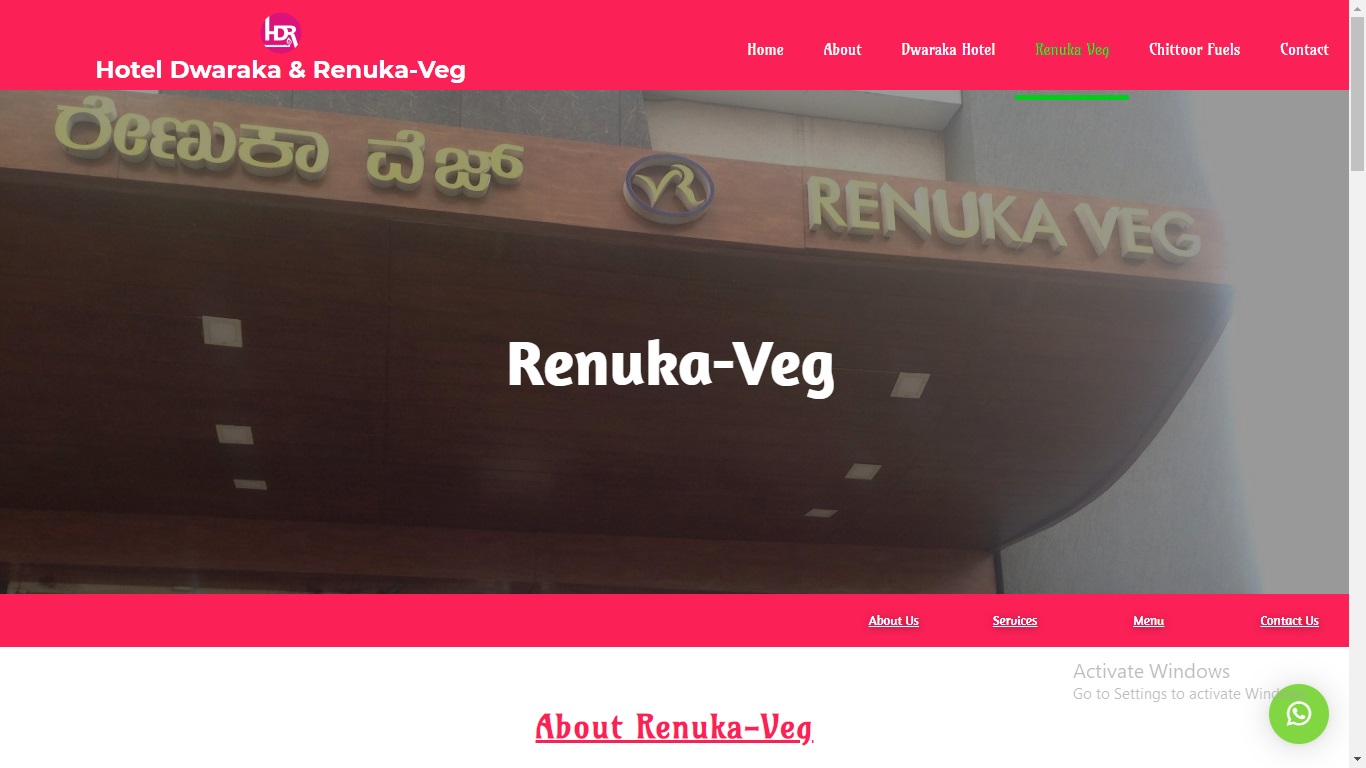 HDR
Hotel Dwaraka & Renuka-Veg
Home About Dwaraka Hotel Renuka Veg Chittoor Fuels Contact
ರೇಣುಕಾ ವೆಜ್ VR RENUKA VEG
Renuka-Veg
About Us Services Menu Contact Us
Activate Windows
Go to Settings to activate Wind
About Renuka-Veg